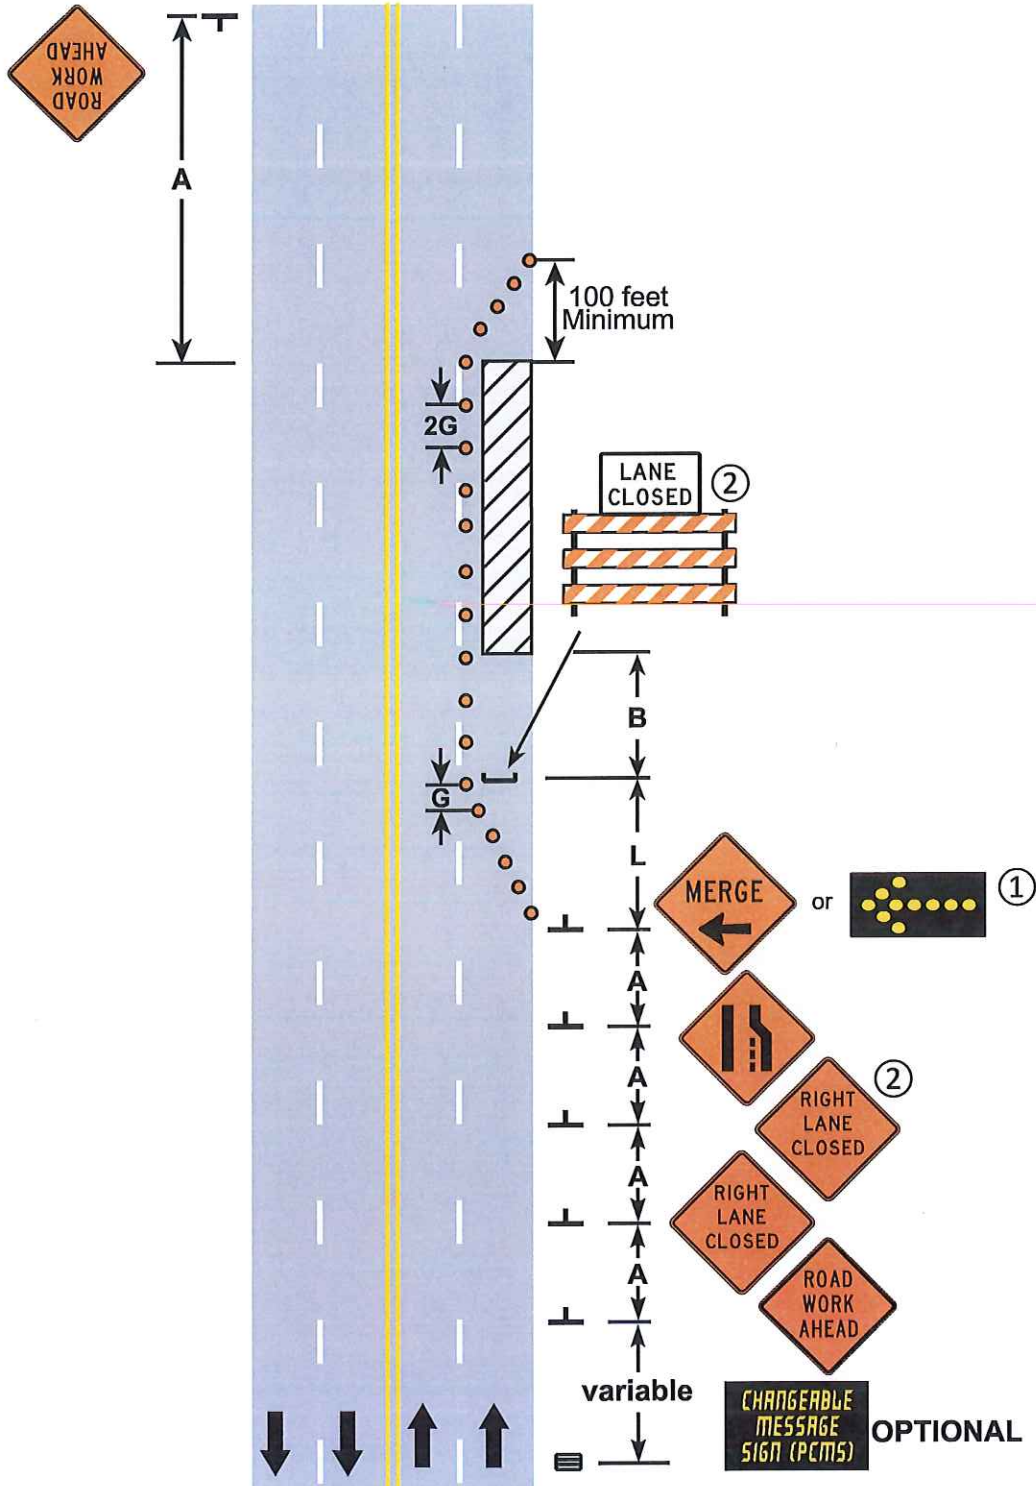 ROAD
WORK
AHEAD
A
100 feet
Minimum
2G
LANE
CLOSED
②
B
G
L
MERGE
or
①
A
A
RIGHT
LANE
CLOSED
②
A
RIGHT
LANE
CLOSED
A
ROAD
WORK
AHEAD
variable
CHANGEABLE
MESSAGE
SIGN (PCMS)
OPTIONAL